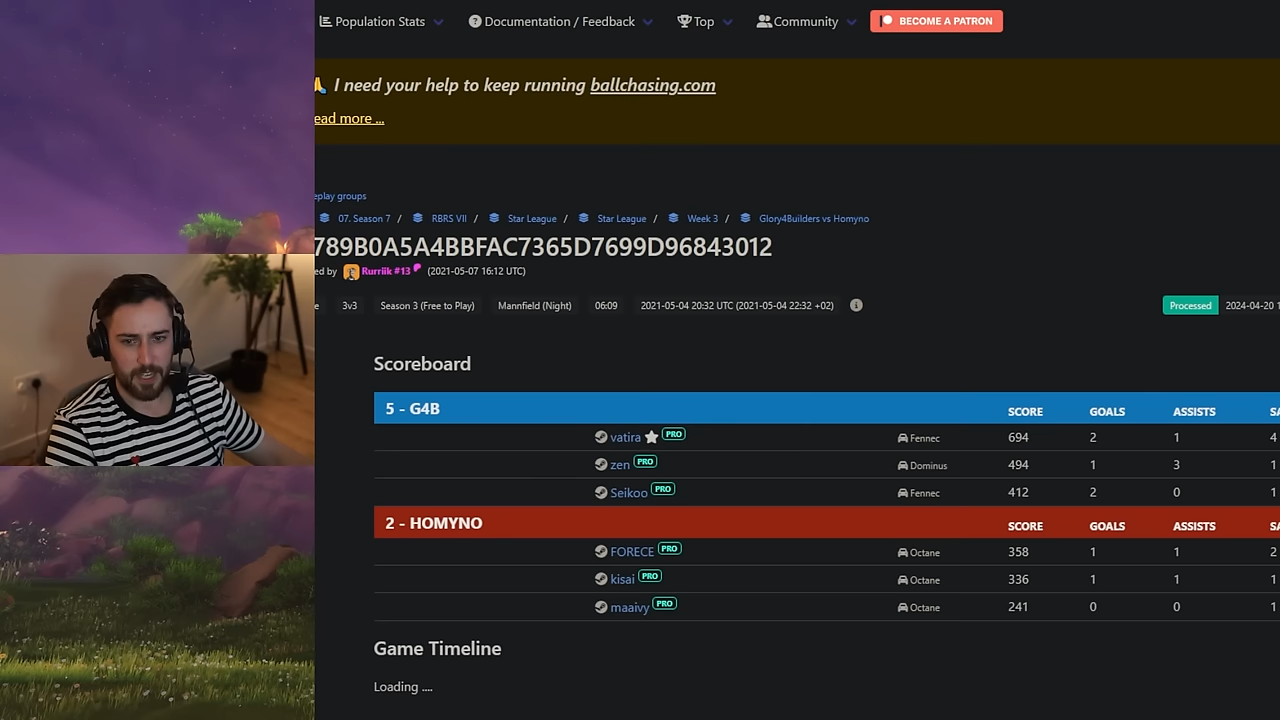 Population Stats Documentation / Feedback Top Community BECOME A PATRON
I need your help to keep running ballchasing.com
ead more ...
eplay groups
07. Season 7 / RBRS VII / Star League / Star League / Week 3 / Glory4Builders vs Homyno
789B0A5A4BBFAC7365D7699D96843012
ed by Rurriik #13 (2021-05-07 16:12 UTC)
e 3v3 Season 3 (Free to Play) Mannfield (Night) 06:09 2021-05-04 20:32 UTC (2021-05-04 22:32 +02) Processed 2024-04-20 1
Scoreboard
5 - G4B SCORE GOALS ASSISTS SA
vatira PRO Fennec 694 2 1 4
zen PRO Dominus 494 1 3 1
Seikoo PRO Fennec 412 2 0 1
2 - HOMYNO SCORE GOALS ASSISTS SA
FORECE PRO Octane 358 1 1 2
kisai PRO Octane 336 1 1 1
maaivy PRO Octane 241 0 0 1
Game Timeline
Loading ....